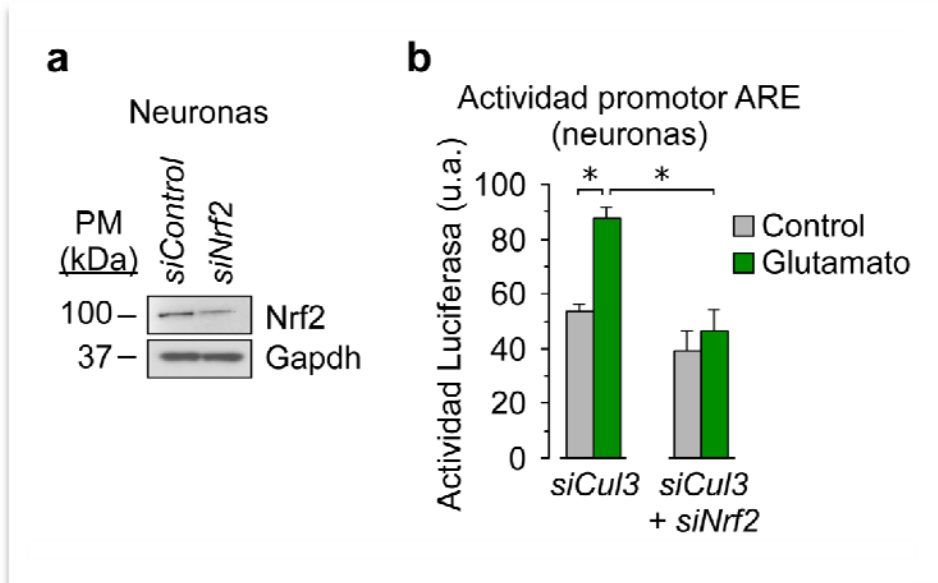 a
Neuronas
siControl
siNrf2
PM
(kDa)
100
Nrf2
37
Gapdh
b
Actividad promotor ARE
(neuronas)
Actividad Luciferasa (u.a.)
100
80
60
40
20
0
*
*
Control
Glutamato
siCul3
siCul3
+ siNrf2